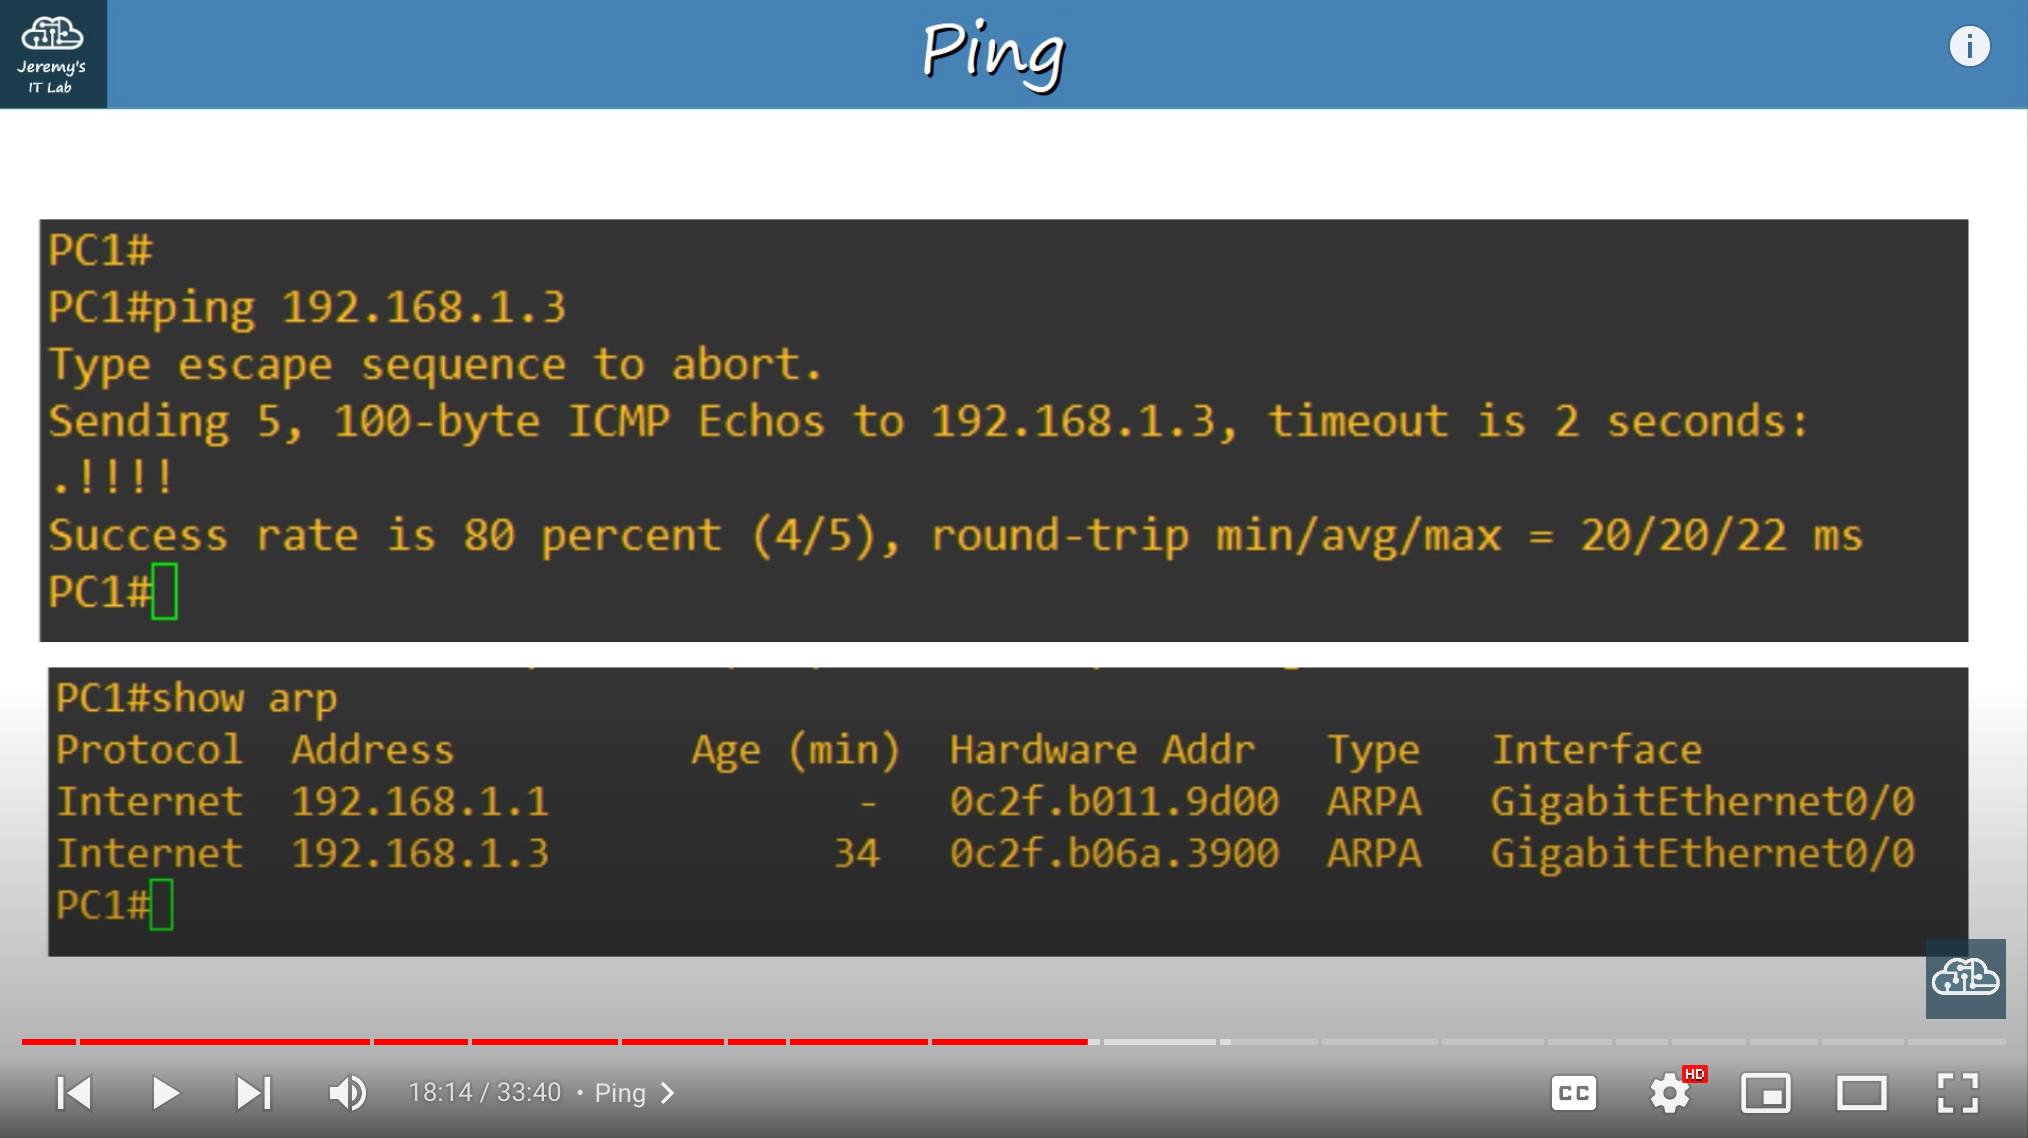 Jeremy's
IT Lab
Ping
i
PC1#
PC1#ping 192.168.1.3
Type escape sequence to abort.
Sending 5, 100-byte ICMP Echos to 192.168.1.3, timeout is 2 seconds:
.!!!!
Success rate is 80 percent (4/5), round-trip min/avg/max = 20/20/22 ms
PC1#
PC1#show arp
Protocol  Address          Age (min)  Hardware Addr   Type   Interface
Internet  192.168.1.1             -   0c2f.b011.9d00  ARPA   GigabitEthernet0/0
Internet  192.168.1.3            34   0c2f.b06a.3900  ARPA   GigabitEthernet0/0
PC1#
18:14 / 33:40 • Ping
CC
HD